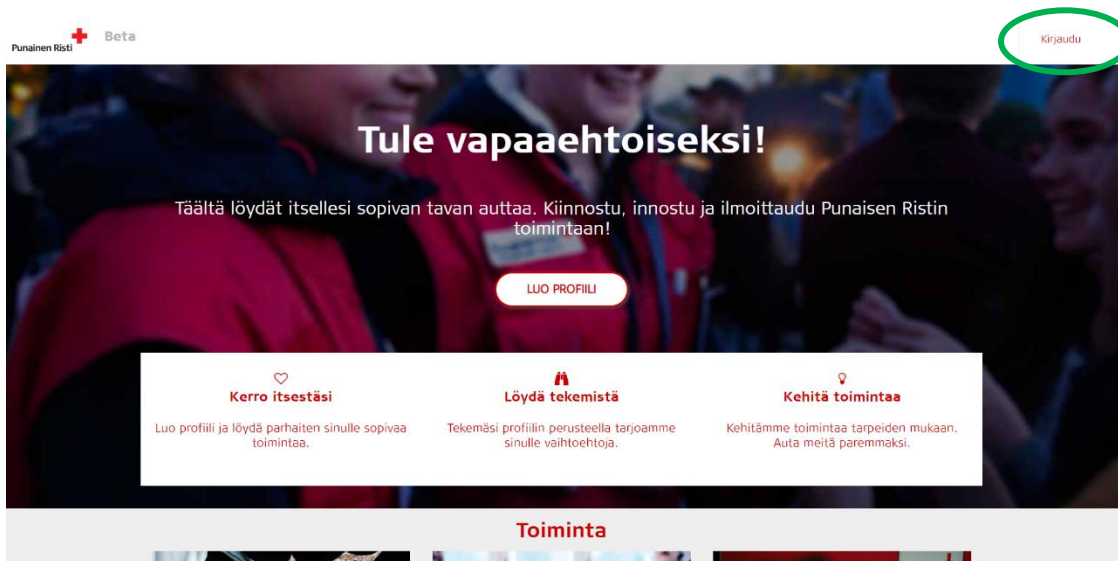 Punainen Risti
Beta
Kirjaudu
Tule vapaaehtoiseksi!
Täältä löydät itsellesi sopivan tavan auttaa. Kiinnostu, innostu ja ilmoittaudu Punaisen Ristin
toimintaan!
LUO PROFIILI
Kerro itsestäsi
Luo profiili ja löydä parhaiten sinulle sopivaa
toimintaa.
Löydä tekemistä
Tekemäsi profiilin perusteella tarjoamme
sinulle vaihtoehtoja.
Kehitä toimintaa
Kehitämme toimintaa tarpeiden mukaan.
Auta meitä paremmaksi.
Toiminta